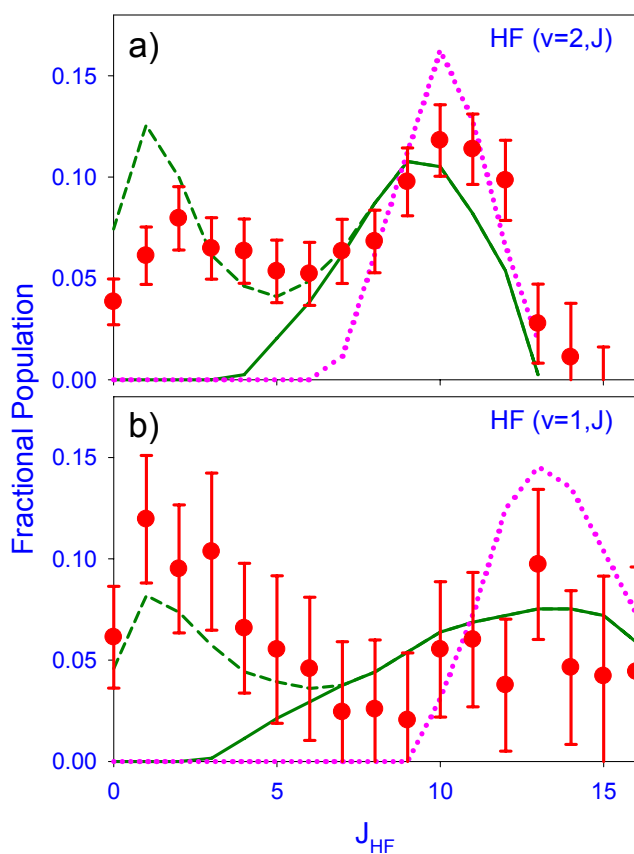 a)
HF (v=2,J)
0.15
0.10
0.05
0.00
b)
HF (v=1,J)
0.15
0.10
0.05
0.00
Fractional Population
0
5
10
15
J_HF